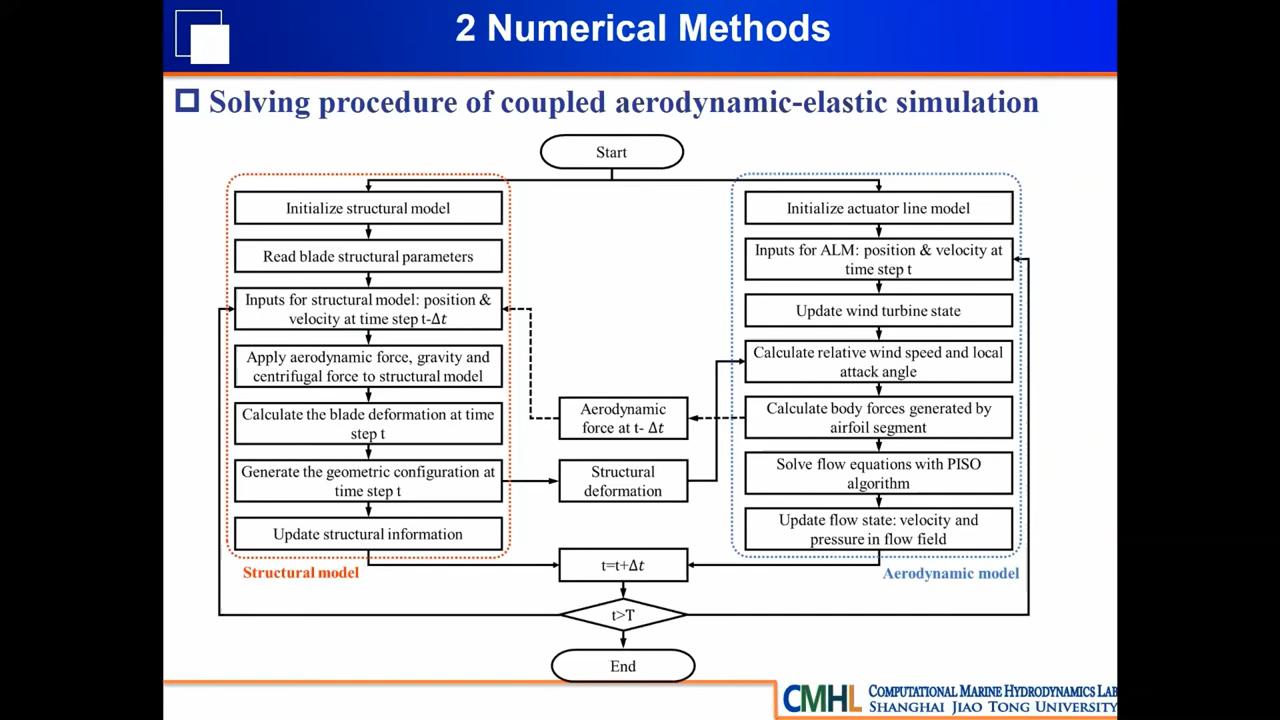 2 Numerical Methods
Solving procedure of coupled aerodynamic-elastic simulation
Start
Initialize structural model
Read blade structural parameters
Inputs for structural model: position &
velocity at time step t-Δt
Apply aerodynamic force, gravity and
centrifugal force to structural model
Calculate the blade deformation at time
step t
Generate the geometric configuration at
time step t
Update structural information
Structural model
Aerodynamic
force at t- Δt
Structural
deformation
Initialize actuator line model
Inputs for ALM: position & velocity at
time step t
Update wind turbine state
Calculate relative wind speed and local
attack angle
Calculate body forces generated by
airfoil segment
Solve flow equations with PISO
algorithm
Update flow state: velocity and
pressure in flow field
Aerodynamic model
t=t+Δt
t>T
End
CMHL
COMPUTATIONAL MARINE HYDRODYNAMICS LAB
SHANGHAI JIAO TONG UNIVERSITY